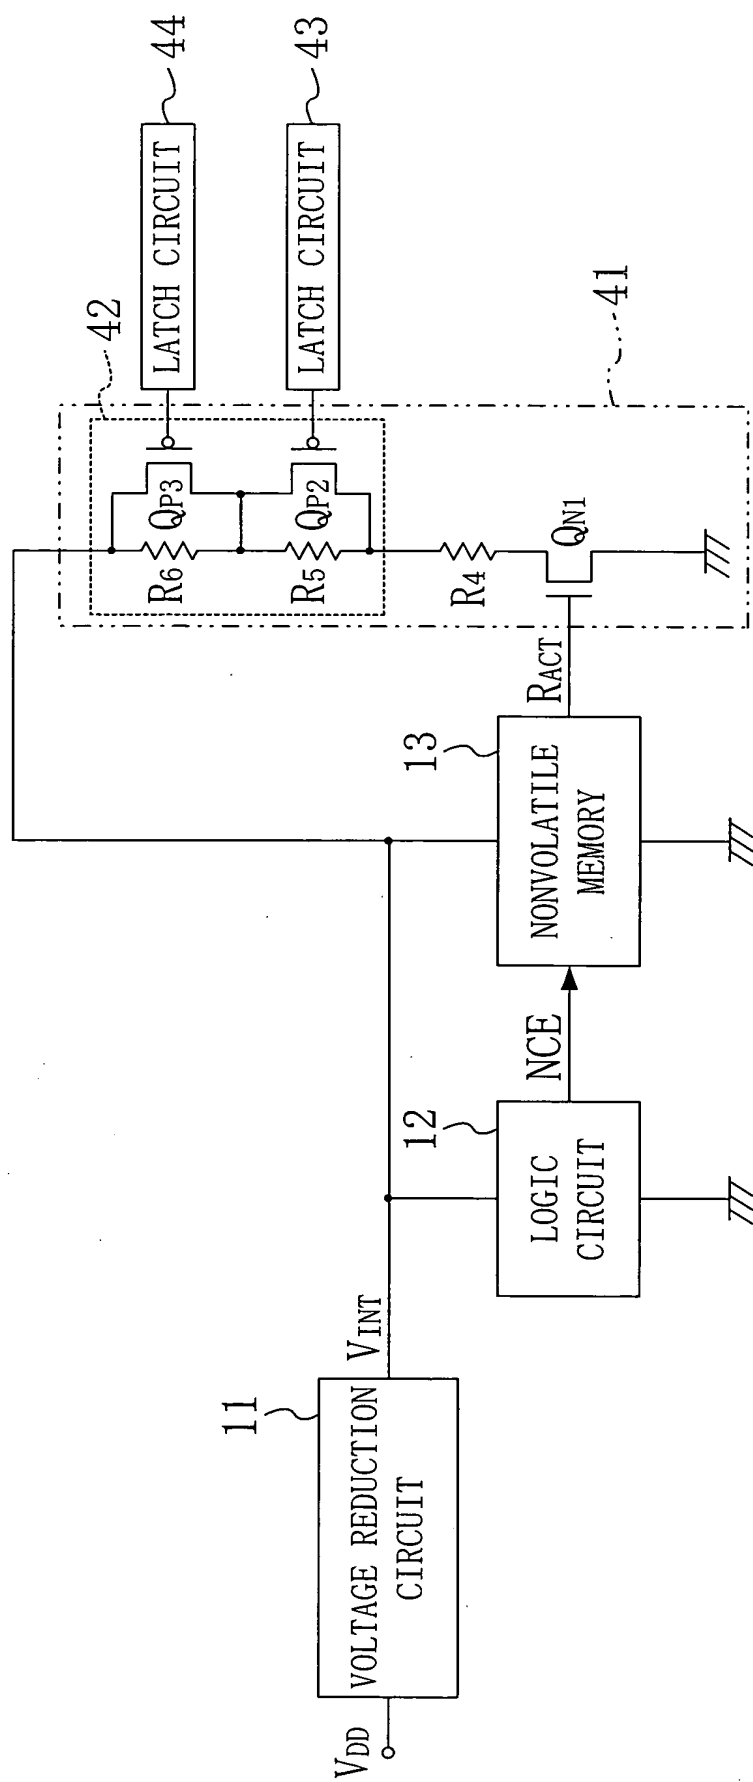 44
LATCH CIRCUIT
43
LATCH CIRCUIT
42
41
QP3
R6
QP2
R5
R4
QN1
RACT
13
NONVOLATILE
MEMORY
NCE
12
LOGIC
CIRCUIT
VINT
11
VOLTAGE REDUCTION
CIRCUIT
VDD